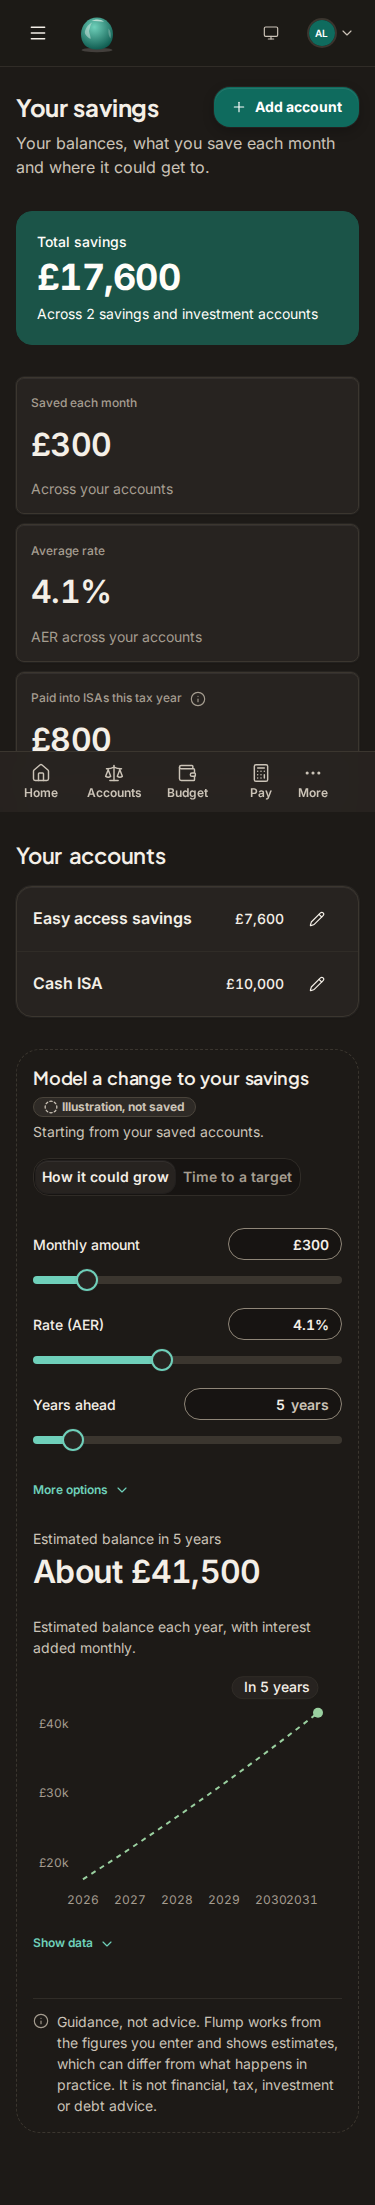 AL
Your savings
Add account
Your balances, what you save each month
and where it could get to.
Total savings
£17,600
Across 2 savings and investment accounts
Saved each month
£300
Across your accounts
Average rate
4.1%
AER across your accounts
Paid into ISAs this tax year
£800
Home Accounts Budget Pay More
Your accounts
Easy access savings £7,600
Cash ISA £10,000
Model a change to your savings
Illustration, not saved
Starting from your saved accounts.
How it could grow Time to a target
Monthly amount £300
Rate (AER) 4.1%
Years ahead 5 years
More options
Estimated balance in 5 years
About £41,500
Estimated balance each year, with interest
added monthly.
In 5 years
£40k
£30k
£20k
2026 2027 2028 2029 2030 2031
Show data
Guidance, not advice. Flump works from
the figures you enter and shows estimates,
which can differ from what happens in
practice. It is not financial, tax, investment
or debt advice.